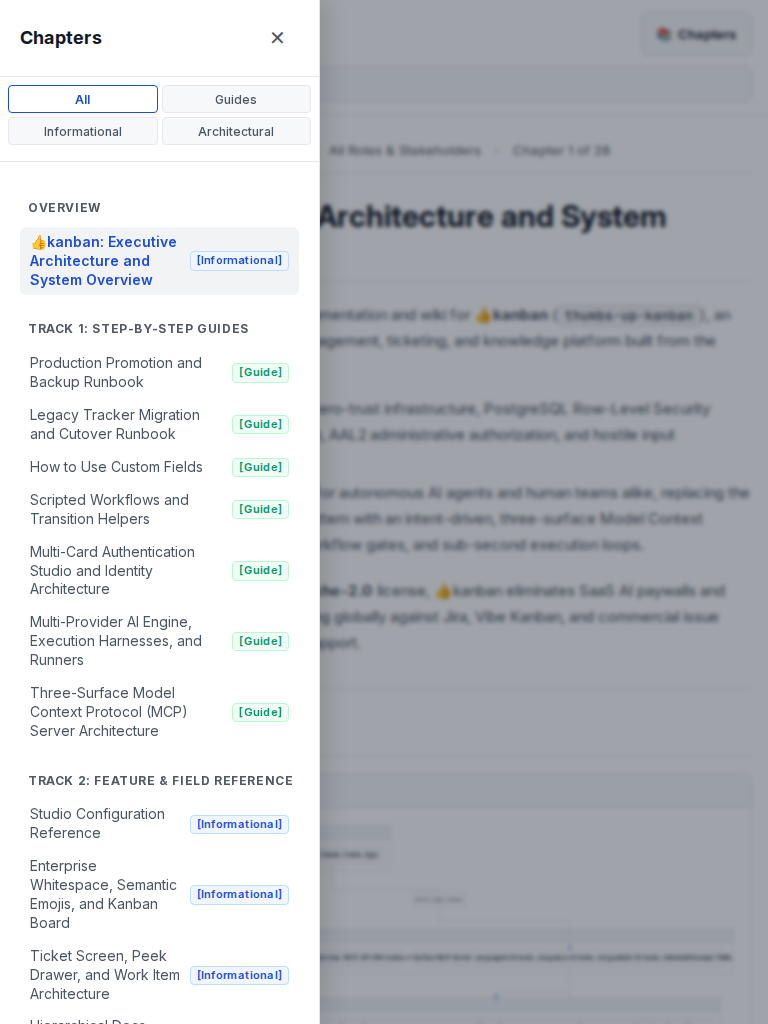 Chapters
✕
All
Guides
Informational
Architectural
OVERVIEW
👍kanban: Executive
Architecture and
System Overview
[Informational]
TRACK 1: STEP-BY-STEP GUIDES
Production Promotion and
Backup Runbook
[Guide]
Legacy Tracker Migration
and Cutover Runbook
[Guide]
How to Use Custom Fields
[Guide]
Scripted Workflows and
Transition Helpers
[Guide]
Multi-Card Authentication
Studio and Identity
Architecture
[Guide]
Multi-Provider AI Engine,
Execution Harnesses, and
Runners
[Guide]
Three-Surface Model
Context Protocol (MCP)
Server Architecture
[Guide]
TRACK 2: FEATURE & FIELD REFERENCE
Studio Configuration
Reference
[Informational]
Enterprise
Whitespace, Semantic
Emojis, and Kanban
Board
[Informational]
Ticket Screen, Peek
Drawer, and Work Item
Architecture
[Informational]
Hierarchical Docs
📚 Chapters
All Roles & Stakeholders · Chapter 1 of 28
Architecture and System
mentation and wiki for 👍kanban (thumbs-up-kanban), an
agement, ticketing, and knowledge platform built from the
ero-trust infrastructure, PostgreSQL Row-Level Security
, AAL2 administrative authorization, and hostile input
for autonomous AI agents and human teams alike, replacing the
ttern with an intent-driven, three-surface Model Context
rkflow gates, and sub-second execution loops.
che-2.0 license, 👍kanban eliminates SaaS AI paywalls and
ng globally against Jira, Vibe Kanban, and commercial issue
pport.